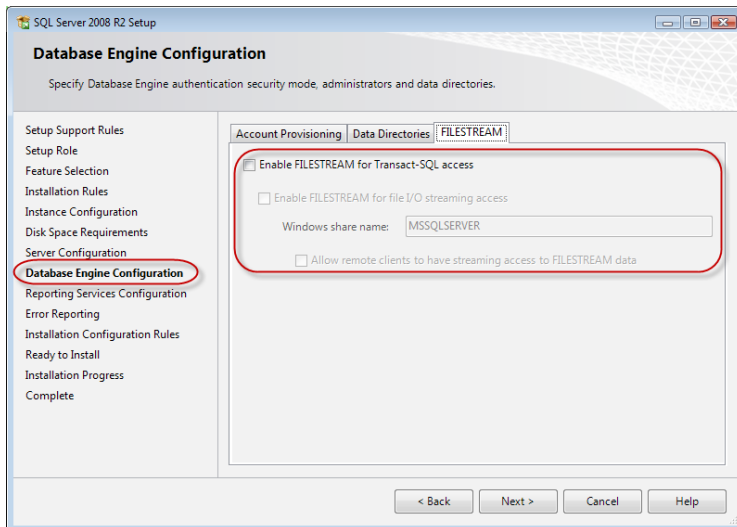 SQL Server 2008 R2 Setup
Database Engine Configuration
Specify Database Engine authentication security mode, administrators and data directories.
Setup Support Rules
Setup Role
Feature Selection
Installation Rules
Instance Configuration
Disk Space Requirements
Server Configuration
Database Engine Configuration
Reporting Services Configuration
Error Reporting
Installation Configuration Rules
Ready to Install
Installation Progress
Complete
Account Provisioning Data Directories FILESTREAM
Enable FILESTREAM for Transact-SQL access
Enable FILESTREAM for file I/O streaming access
Windows share name: MSSQLSERVER
Allow remote clients to have streaming access to FILESTREAM data
< Back Next > Cancel Help